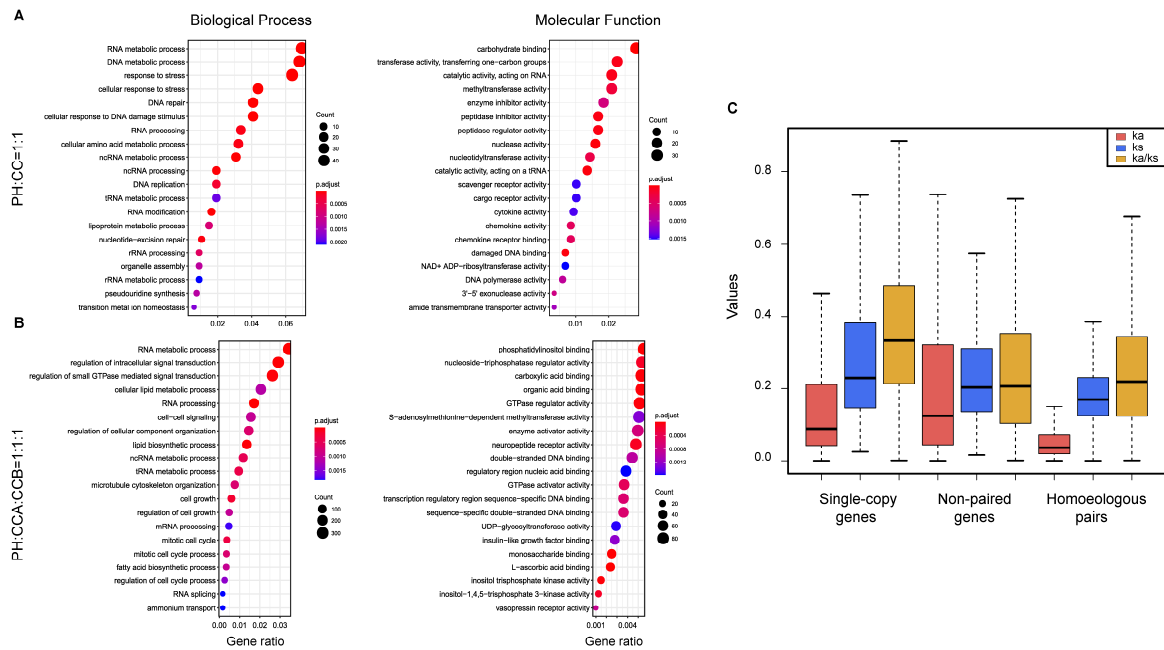 A
Biological Process
Molecular Function
PH:CC=1:1
RNA metabolic process
DNA metabolic process
response to stress
cellular response to stress
DNA repair
cellular response to DNA damage stimulus
RNA processing
cellular amino acid metabolic process
ncRNA metabolic process
ncRNA processing
DNA replication
tRNA metabolic process
RNA modification
lipoprotein metabolic process
nucleotide-excision repair
rRNA processing
organelle assembly
rRNA metabolic process
pseudouridine synthesis
transition metal ion homeostasis
0.02 0.04 0.06
Count
10
20
30
40
p.adjust
0.0005
0.0010
0.0015
0.0020
carbohydrate binding
transferase activity, transferring one-carbon groups
catalytic activity, acting on RNA
methyltransferase activity
enzyme inhibitor activity
peptidase inhibitor activity
peptidase regulator activity
nuclease activity
nucleotidyltransferase activity
catalytic activity, acting on a tRNA
scavenger receptor activity
cargo receptor activity
cytokine activity
chemokine activity
chemokine receptor binding
damaged DNA binding
NAD+ ADP-ribosyltransferase activity
DNA polymerase activity
3'-5' exonuclease activity
amide transmembrane transporter activity
0.01 0.02
Count
10
20
30
p.adjust
0.0005
0.0010
0.0015
B
PH:CCA:CCB=1:1:1
RNA metabolic process
regulation of intracellular signal transduction
regulation of small GTPase mediated signal transduction
cellular lipid metabolic process
RNA processing
cell-cell signaling
regulation of cellular component organization
lipid biosynthetic process
ncRNA metabolic process
tRNA metabolic process
microtubule cytoskeleton organization
cell growth
regulation of cell growth
mRNA processing
mitotic cell cycle
mitotic cell cycle process
fatty acid biosynthetic process
regulation of cell cycle process
RNA splicing
ammonium transport
0.00 0.01 0.02 0.03
Gene ratio
p.adjust
0.0005
0.0010
0.0015
Count
100
200
300
phosphatidylinositol binding
nucleoside-triphosphatase regulator activity
carboxylic acid binding
organic acid binding
GTPase regulator activity
S-adenosylmethionine-dependent methyltransferase activity
enzyme activator activity
neuropeptide receptor activity
double-stranded DNA binding
regulatory region nucleic acid binding
GTPase activator activity
transcription regulatory region sequence-specific DNA binding
sequence-specific double-stranded DNA binding
UDP-glycosyltransferase activity
insulin-like growth factor binding
monosaccharide binding
L-ascorbic acid binding
inositol trisphosphate kinase activity
inositol-1,4,5-trisphosphate 3-kinase activity
vasopressin receptor activity
0.001 0.004
Gene ratio
p.adjust
0.0004
0.0008
0.0013
Count
20
40
60
80
C
ka
ks
ka/ks
Values
0.8
0.6
0.4
0.2
0.0
Single-copy
genes
Non-paired
genes
Homoeologous
pairs